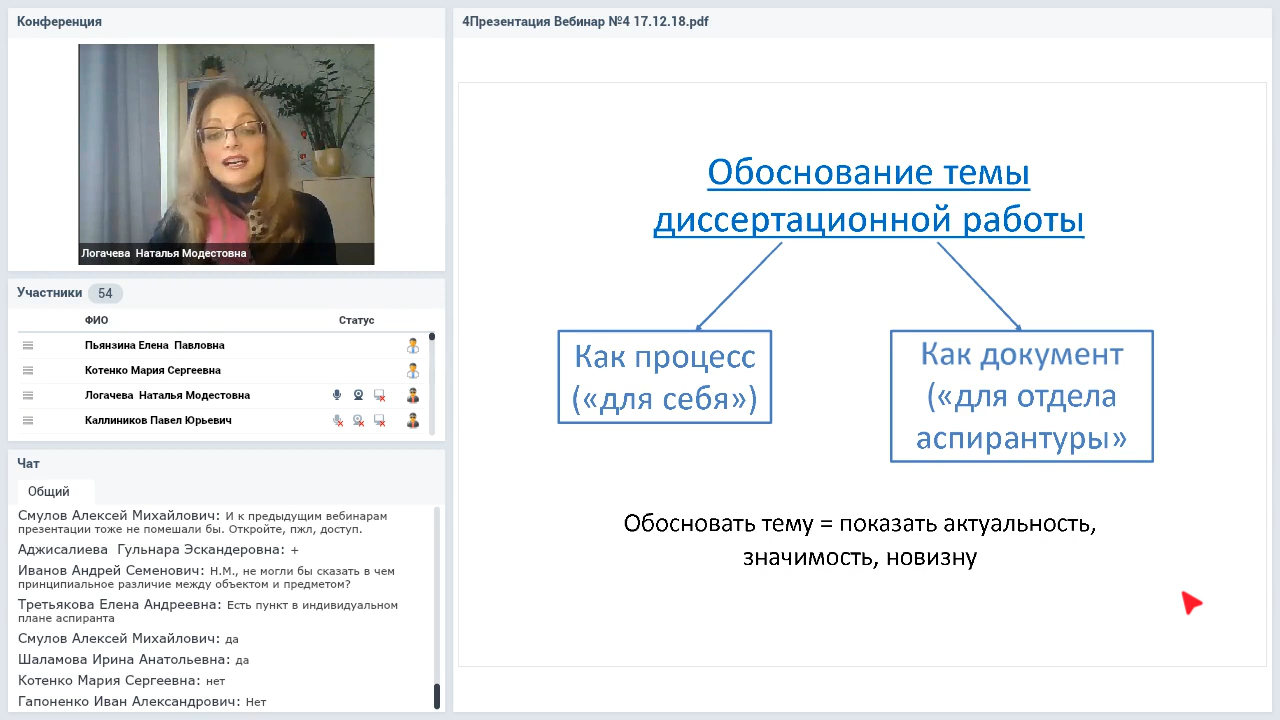 Конференция
Логачева  Наталья Модестовна
Участники 54
ФИО Статус
Пьянзина Елена  Павловна
Котенко Мария Сергеевна
Логачева  Наталья Модестовна
Каллиников Павел Юрьевич
Чат
Общий
Смулов Алексей Михайлович: И к предыдущим вебинарам
презентации тоже не помешали бы. Откройте, пжл, доступ.
Аджисалиева  Гульнара Эскандеровна: +
Иванов Андрей Семенович: Н.М., не могли бы сказать в чем
принципиальное различие между объектом и предметом?
Третьякова Елена Андреевна: Есть пункт в индивидуальном
плане аспиранта
Смулов Алексей Михайлович: да
Шаламова Ирина Анатольевна: да
Котенко Мария Сергеевна: нет
Гапоненко Иван Александрович: Нет
4Презентация Вебинар №4 17.12.18.pdf
Обоснование темы
диссертационной работы
Как процесс
(«для себя»)
Как документ
(«для отдела
аспирантуры»
Обосновать тему = показать актуальность,
значимость, новизну